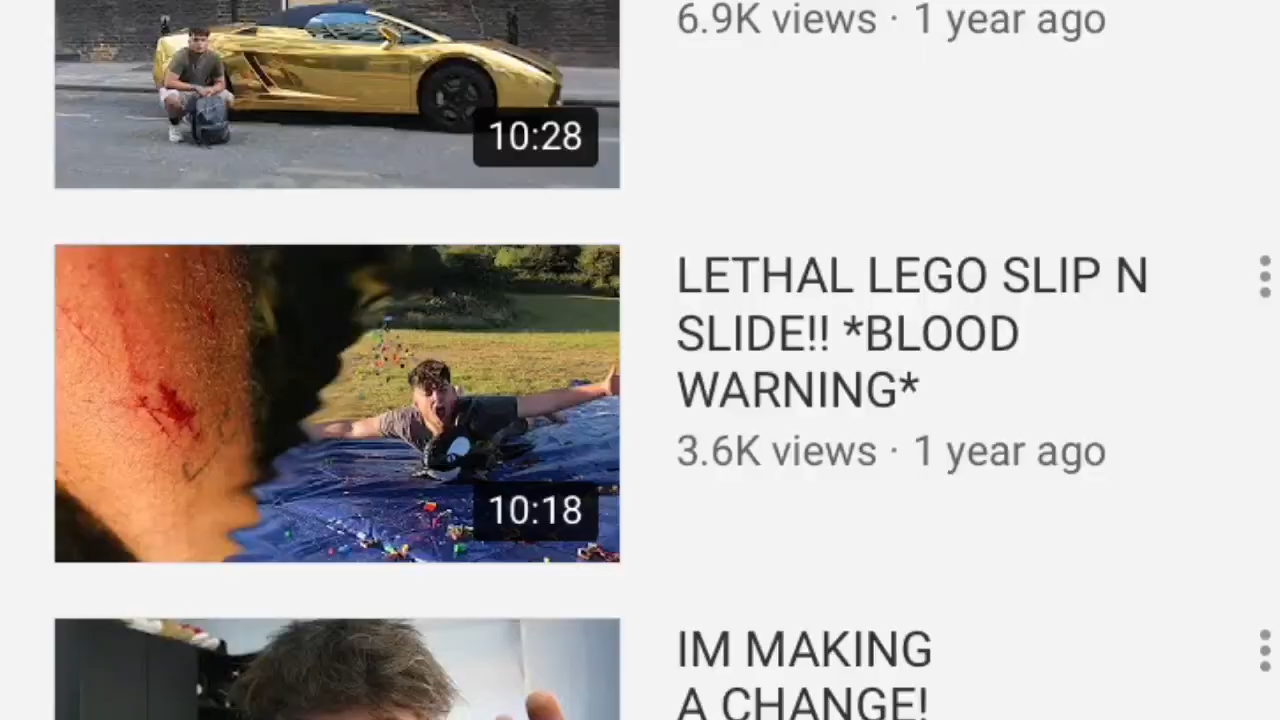 6.9K views · 1 year ago
10:28
LETHAL LEGO SLIP N
SLIDE!! *BLOOD
WARNING*
3.6K views · 1 year ago
10:18
IM MAKING
A CHANGE!